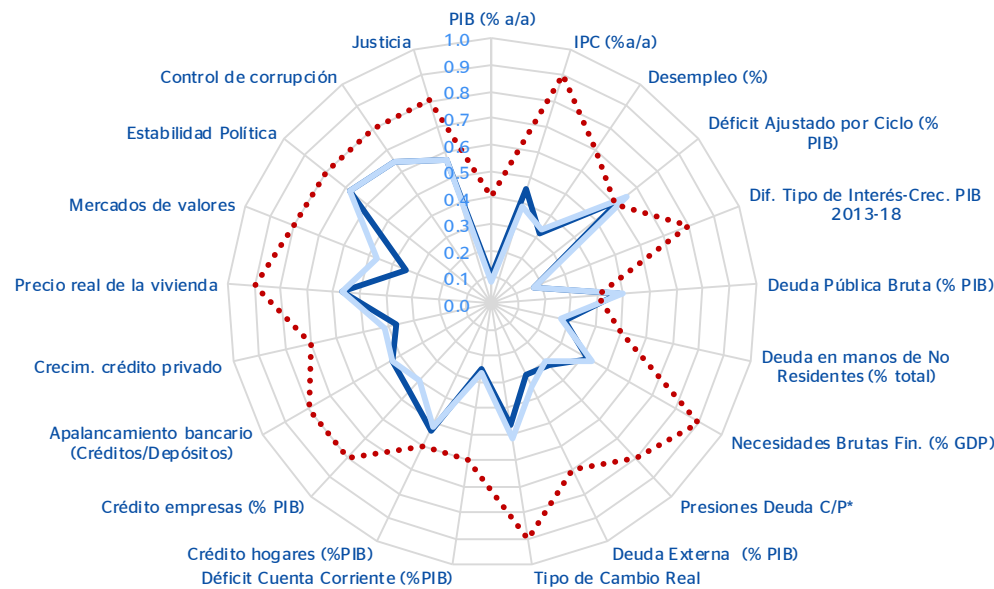 PIB (% a/a)
IPC (%a/a)
Desempleo (%)
Déficit Ajustado por Ciclo (%
PIB)
Dif. Tipo de Interés-Crec. PIB
2013-18
Deuda Pública Bruta (% PIB)
Deuda en manos de No
Residentes (% total)
Necesidades Brutas Fin. (% GDP)
Presiones Deuda C/P*
Deuda Externa (% PIB)
Tipo de Cambio Real
Déficit Cuenta Corriente (%PIB)
Crédito hogares (%PIB)
Crédito empresas (% PIB)
Apalancamiento bancario
(Créditos/Depósitos)
Crecim. crédito privado
Precio real de la vivienda
Mercados de valores
Estabilidad Política
Control de corrupción
Justicia
1.0
0.9
0.8
0.7
0.6
0.5
0.4
0.3
0.2
0.1
0.0